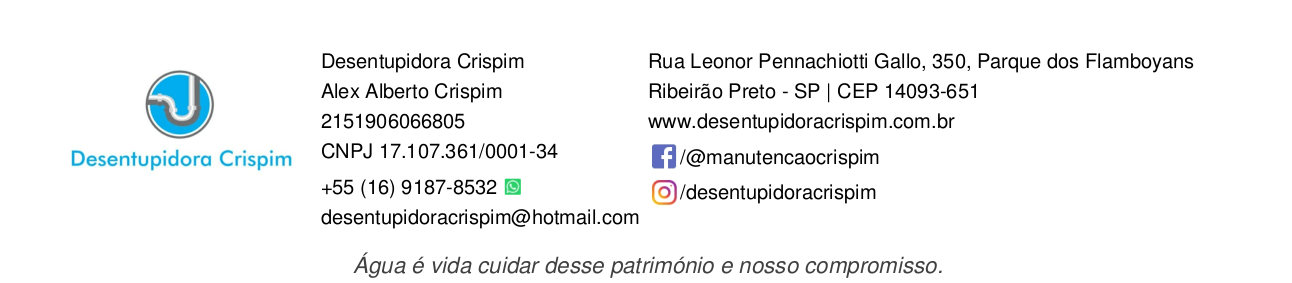 Desentupidora Crispim
Desentupidora Crispim
Alex Alberto Crispim
2151906066805
CNPJ 17.107.361/0001-34
+55 (16) 9187-8532
desentupidoracrispim@hotmail.com
Rua Leonor Pennachiotti Gallo, 350, Parque dos Flamboyans
Ribeirão Preto - SP | CEP 14093-651
www.desentupidoracrispim.com.br
/@manutencaocrispim
/desentupidoracrispim
Água é vida cuidar desse património e nosso compromisso.